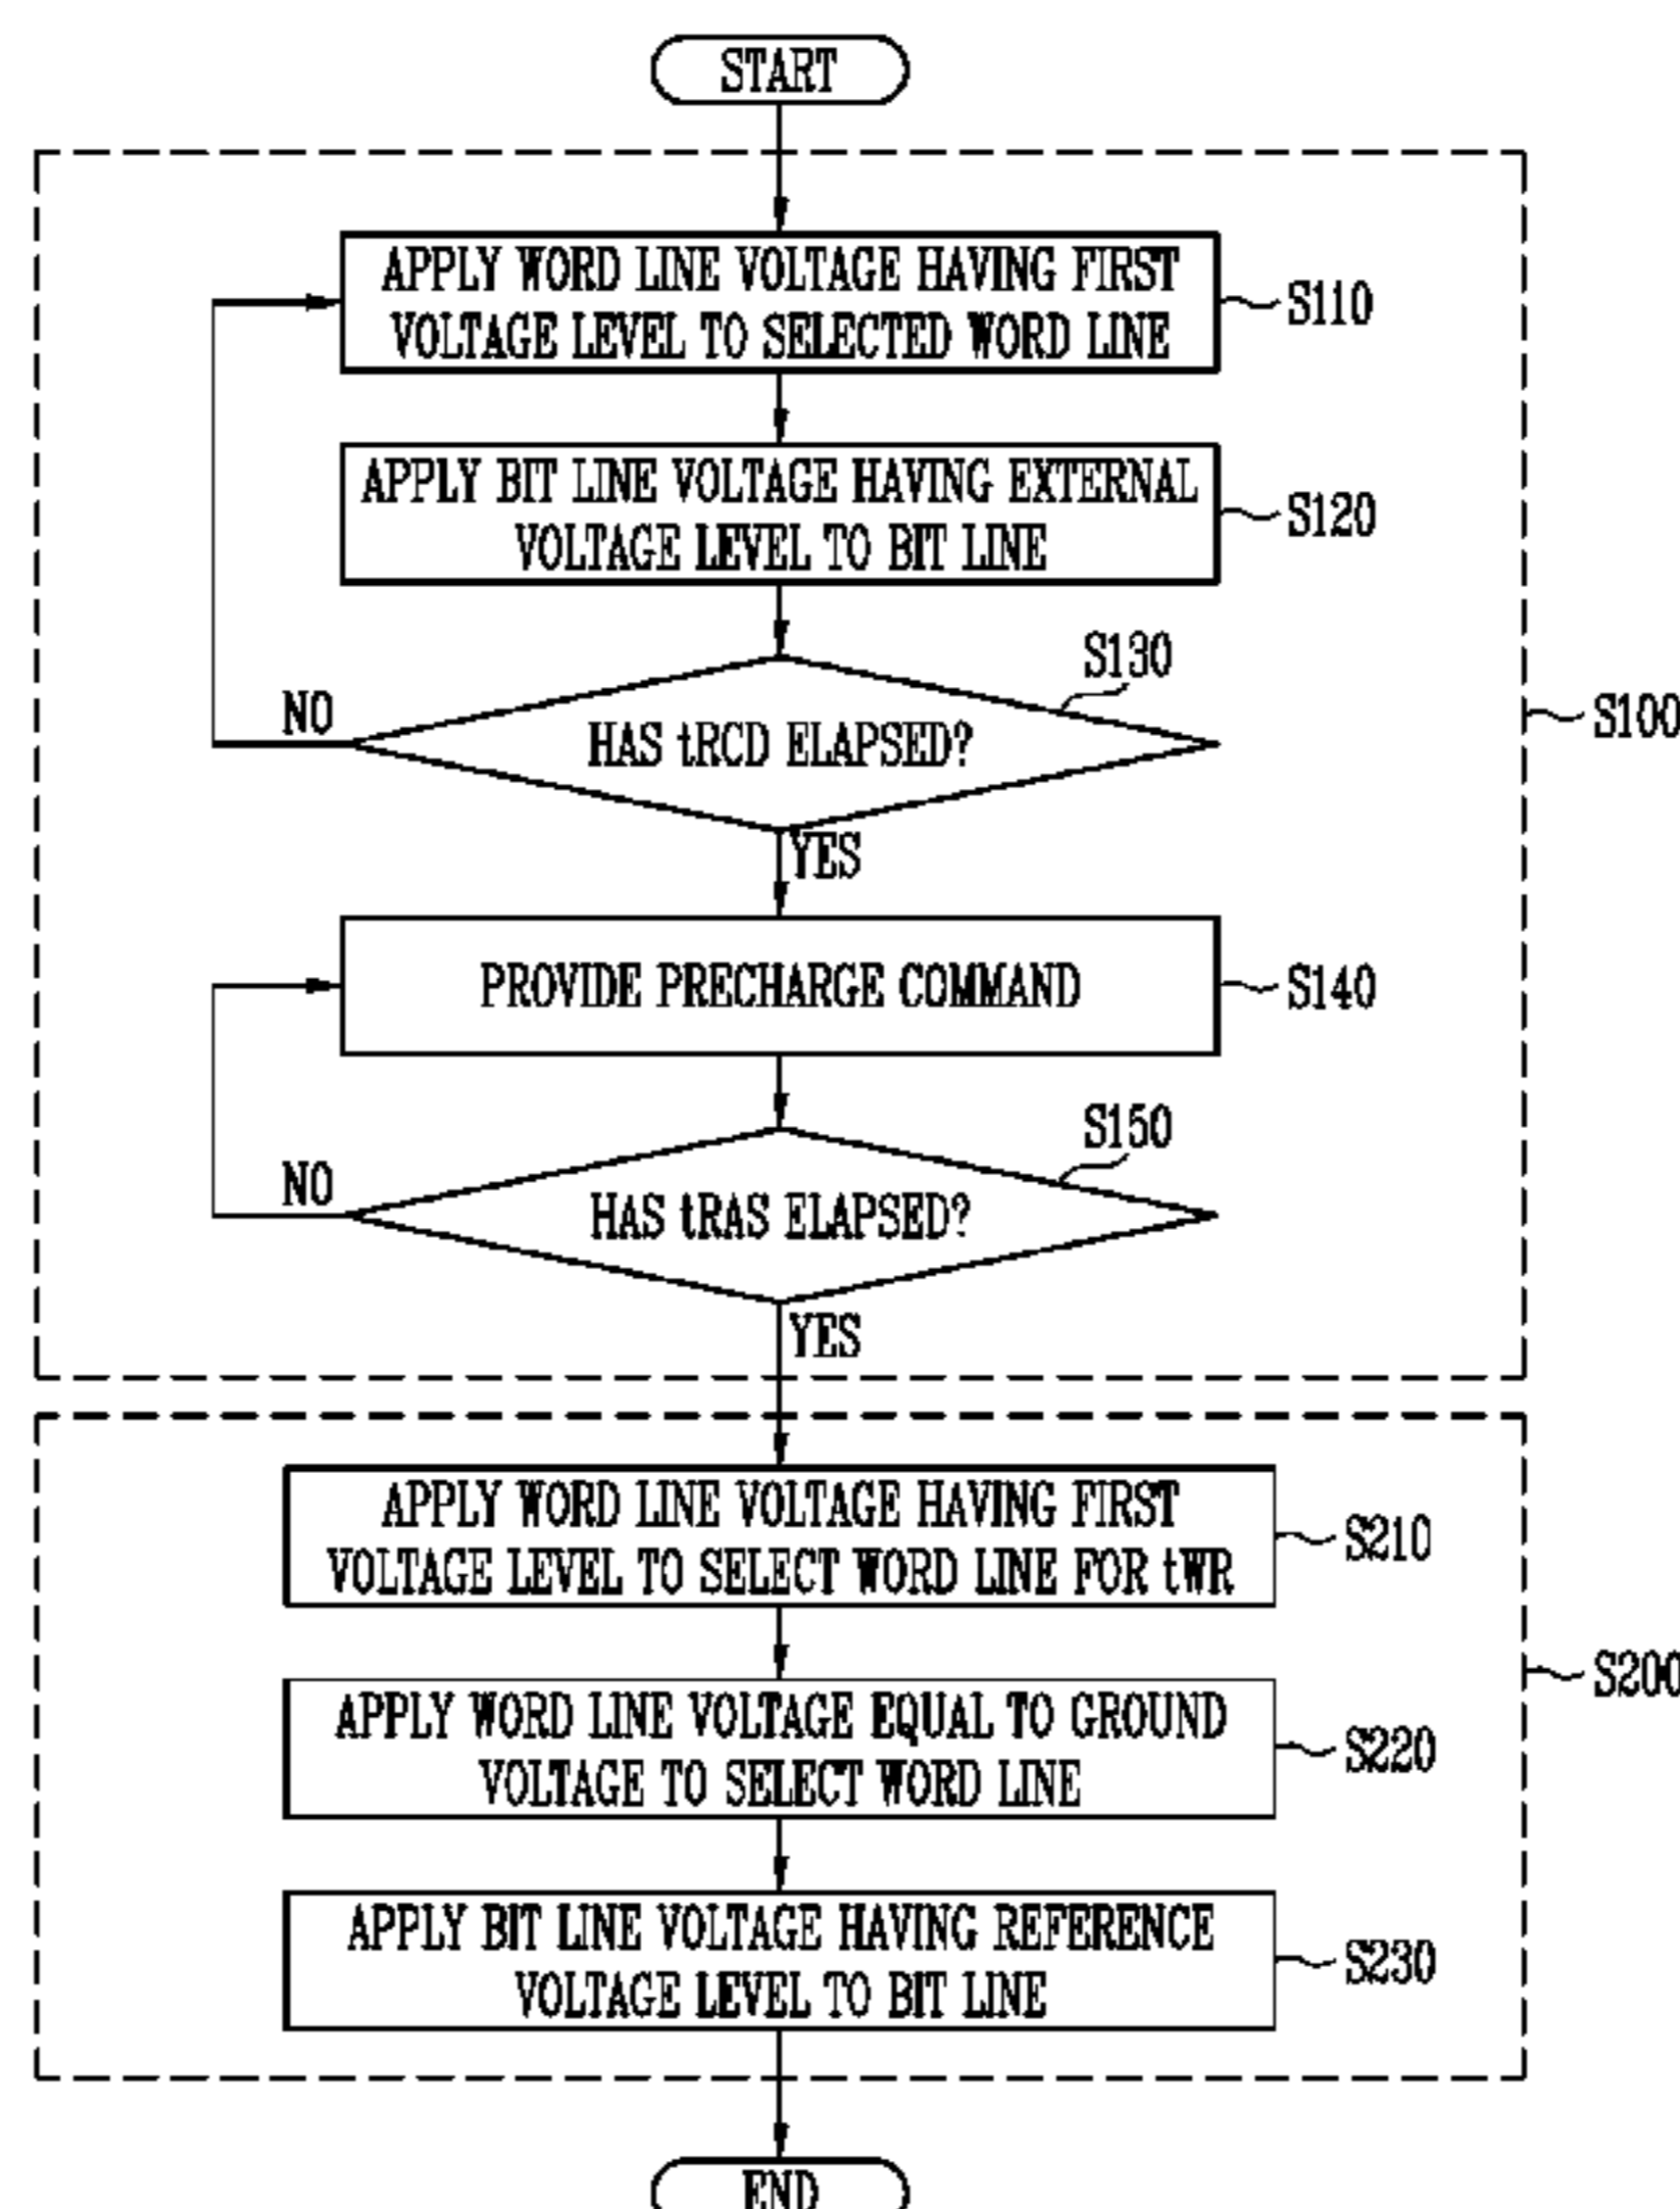 START
APPLY WORD LINE VOLTAGE HAVING FIRST
VOLTAGE LEVEL TO SELECTED WORD LINE
S110
APPLY BIT LINE VOLTAGE HAVING EXTERNAL
VOLTAGE LEVEL TO BIT LINE
S120
S130
HAS tRCD ELAPSED?
NO
YES
S100
PROVIDE PRECHARGE COMMAND
S140
S150
HAS tRAS ELAPSED?
NO
YES
APPLY WORD LINE VOLTAGE HAVING FIRST
VOLTAGE LEVEL TO SELECT WORD LINE FOR tWR
S210
APPLY WORD LINE VOLTAGE EQUAL TO GROUND
VOLTAGE TO SELECT WORD LINE
S220
S200
APPLY BIT LINE VOLTAGE HAVING REFERENCE
VOLTAGE LEVEL TO BIT LINE
S230
END